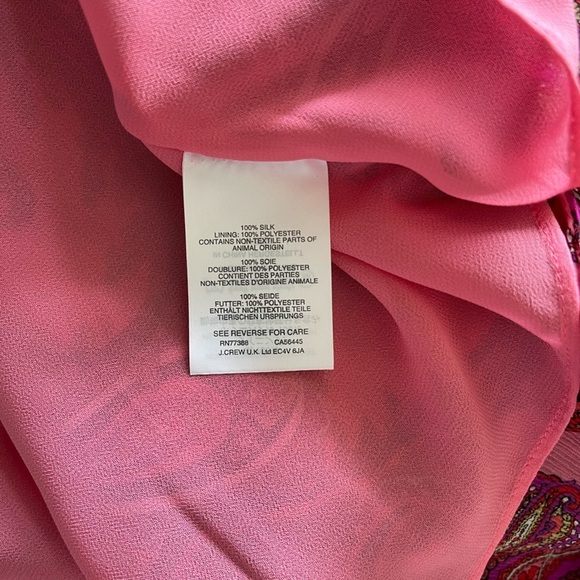 100% SILK
LINING: 100% POLYESTER
CONTAINS NON-TEXTILE PARTS OF
ANIMAL ORIGIN
100% SOIE
DOUBLURE: 100% POLYESTER
CONTIENT DES PARTIES
NON-TEXTILES D'ORIGINE ANIMALE
100% SEIDE
FUTTER: 100% POLYESTER
ENTHÄLT NICHTTEXTILE TEILE
TIERISCHEN URSPRUNGS
SEE REVERSE FOR CARE
RN77388 CA56445
J.CREW U.K. Ltd EC4V 6JA